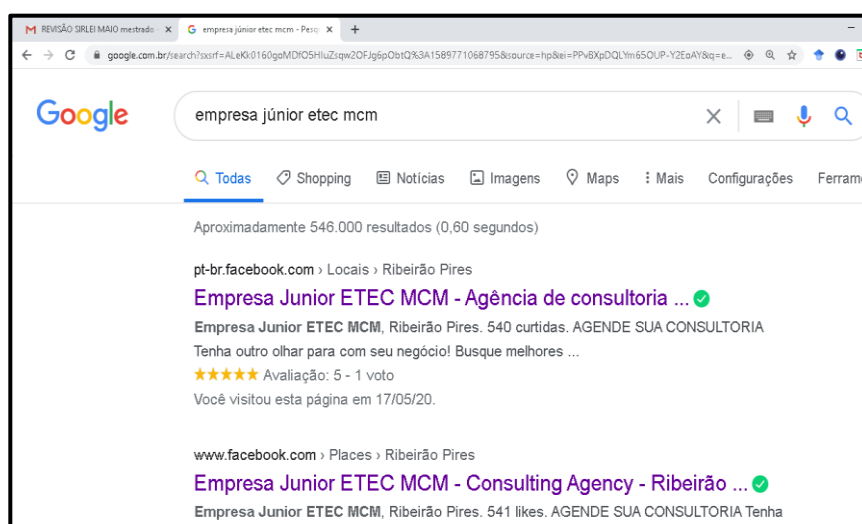 REVISÃO SIRLEI MAIO mestrado
empresa júnior etec mcm - Pesq
google.com.br/search?sxsrf=ALeKk0160gaMDfO5HIuZsqw2OFJg6pObtQ%3A1589771068795&source=hp&ei=PPvBXpDQLYm65OUP-Y2EoAY&q=e...
Google
empresa júnior etec mcm
Todas Shopping Notícias Imagens Maps Mais Configurações Ferram
Aproximadamente 546.000 resultados (0,60 segundos)
pt-br.facebook.com › Locais › Ribeirão Pires
Empresa Junior ETEC MCM - Agência de consultoria ...
Empresa Junior ETEC MCM, Ribeirão Pires. 540 curtidas. AGENDE SUA CONSULTORIA
Tenha outro olhar para com seu negócio! Busque melhores ...
Avaliação: 5 - 1 voto
Você visitou esta página em 17/05/20.
www.facebook.com › Places › Ribeirão Pires
Empresa Junior ETEC MCM - Consulting Agency - Ribeirão ...
Empresa Junior ETEC MCM, Ribeirão Pires. 541 likes. AGENDE SUA CONSULTORIA Tenha